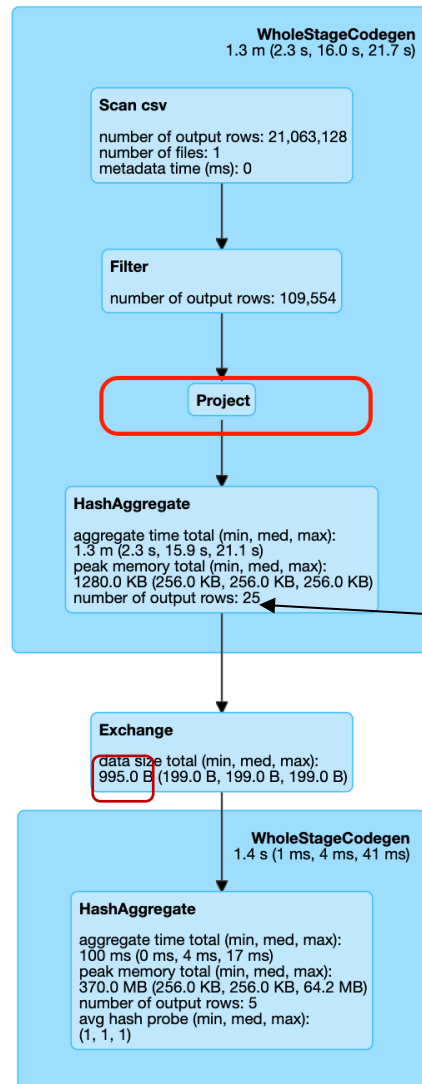 WholeStageCodegen
1.3 m (2.3 s, 16.0 s, 21.7 s)
Scan csv
number of output rows: 21,063,128
number of files: 1
metadata time (ms): 0
Filter
number of output rows: 109,554
Project
HashAggregate
aggregate time total (min, med, max):
1.3 m (2.3 s, 15.9 s, 21.1 s)
peak memory total (min, med, max):
1280.0 KB (256.0 KB, 256.0 KB, 256.0 KB)
number of output rows: 25
Exchange
data size total (min, med, max):
995.0 B (199.0 B, 199.0 B, 199.0 B)
WholeStageCodegen
1.4 s (1 ms, 4 ms, 41 ms)
HashAggregate
aggregate time total (min, med, max):
100 ms (0 ms, 4 ms, 17 ms)
peak memory total (min, med, max):
370.0 MB (256.0 KB, 256.0 KB, 64.2 MB)
number of output rows: 5
avg hash probe (min, med, max):
(1, 1, 1)